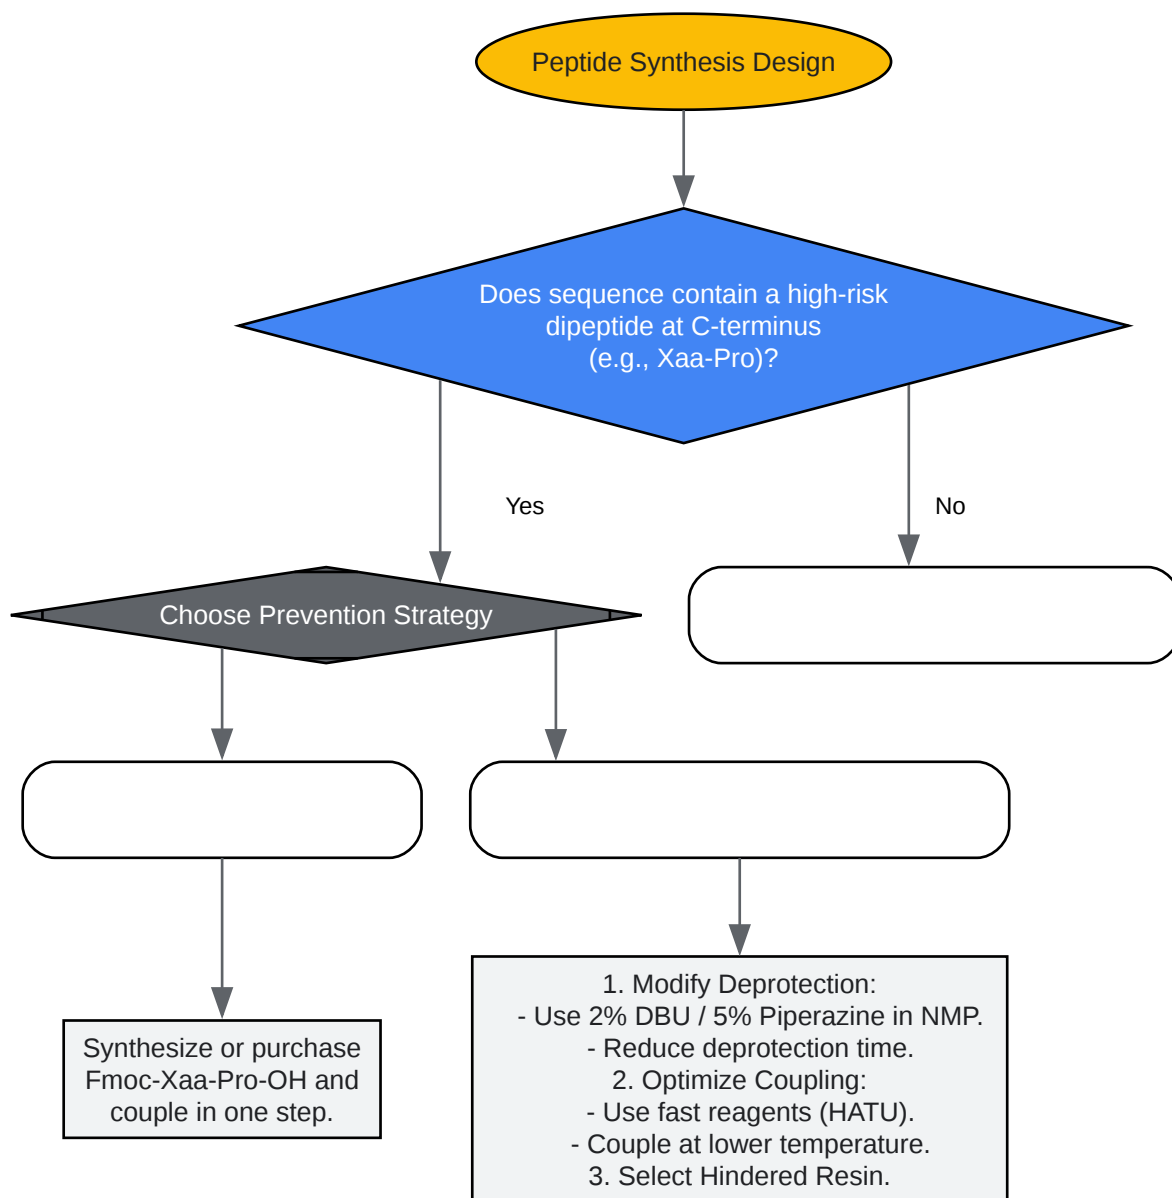 Peptide Synthesis Design
Does sequence contain a high-risk
dipeptide at C-terminus
(e.g., Xaa-Pro)?
Yes
No
Choose Prevention Strategy
Synthesize or purchase
Fmoc-Xaa-Pro-OH and
couple in one step.
1. Modify Deprotection:
- Use 2% DBU / 5% Piperazine in NMP.
- Reduce deprotection time.
2. Optimize Coupling:
- Use fast reagents (HATU).
- Couple at lower temperature.
3. Select Hindered Resin.